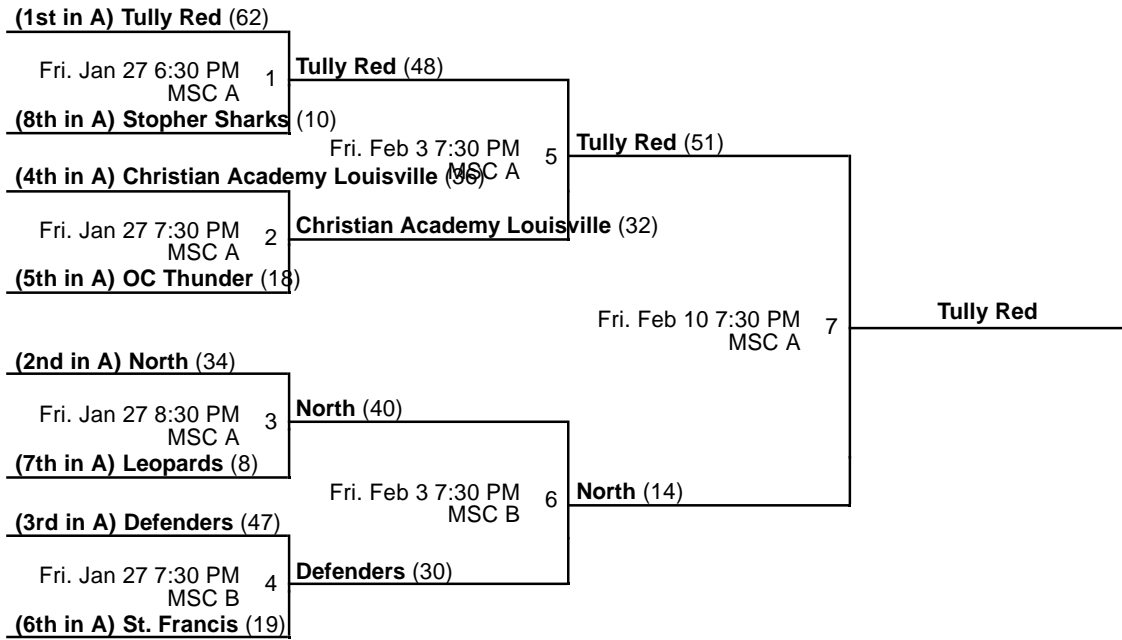 (1st in A) Tully Red (62)
Fri. Jan 27 6:30 PM 1
MSC A
(8th in A) Stopher Sharks (10)
Tully Red (48)
Fri. Feb 3 7:30 PM 5
MSC A
(4th in A) Christian Academy Louisville (36)
Fri. Jan 27 7:30 PM 2
MSC A
(5th in A) OC Thunder (18)
Christian Academy Louisville (32)
Tully Red (51)
Fri. Feb 10 7:30 PM 7
MSC A
Tully Red
(2nd in A) North (34)
Fri. Jan 27 8:30 PM 3
MSC A
(7th in A) Leopards (8)
North (40)
Fri. Feb 3 7:30 PM 6
MSC B
North (14)
(3rd in A) Defenders (47)
Fri. Jan 27 7:30 PM 4
MSC B
(6th in A) St. Francis (19)
Defenders (30)